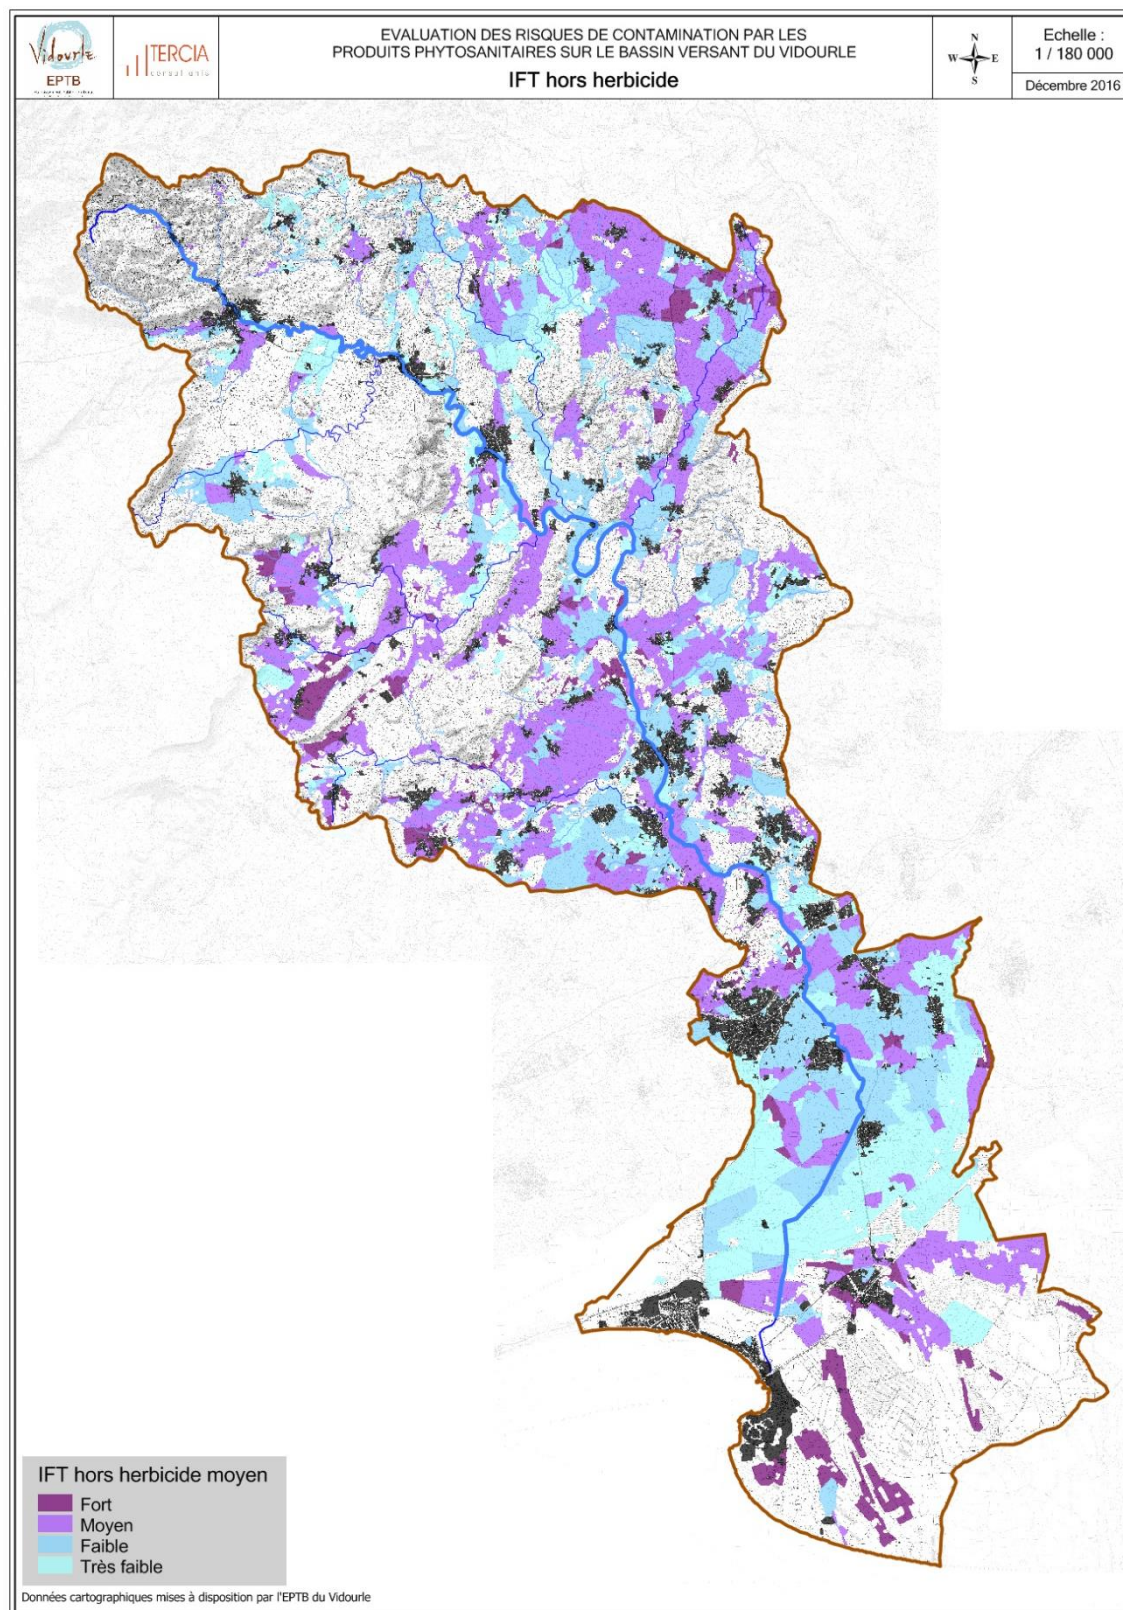 Vidourle
EPTB
TERCIA
consultants
EVALUATION DES RISQUES DE CONTAMINATION PAR LES
PRODUITS PHYTOSANITAIRES SUR LE BASSIN VERSANT DU VIDOURLE
IFT hors herbicide
N
W E
S
Echelle :
1 / 180 000
Décembre 2016
IFT hors herbicide moyen
Fort
Moyen
Faible
Très faible
Données cartographiques mises à disposition par l'EPTB du Vidourle